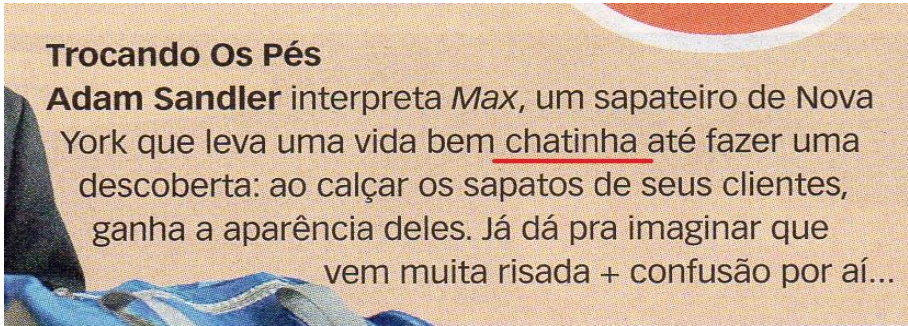 Trocando Os Pés
Adam Sandler interpreta Max, um sapateiro de Nova
York que leva uma vida bem chatinha até fazer uma
descoberta: ao calçar os sapatos de seus clientes,
ganha a aparência deles. Já dá pra imaginar que
vem muita risada + confusão por aí...